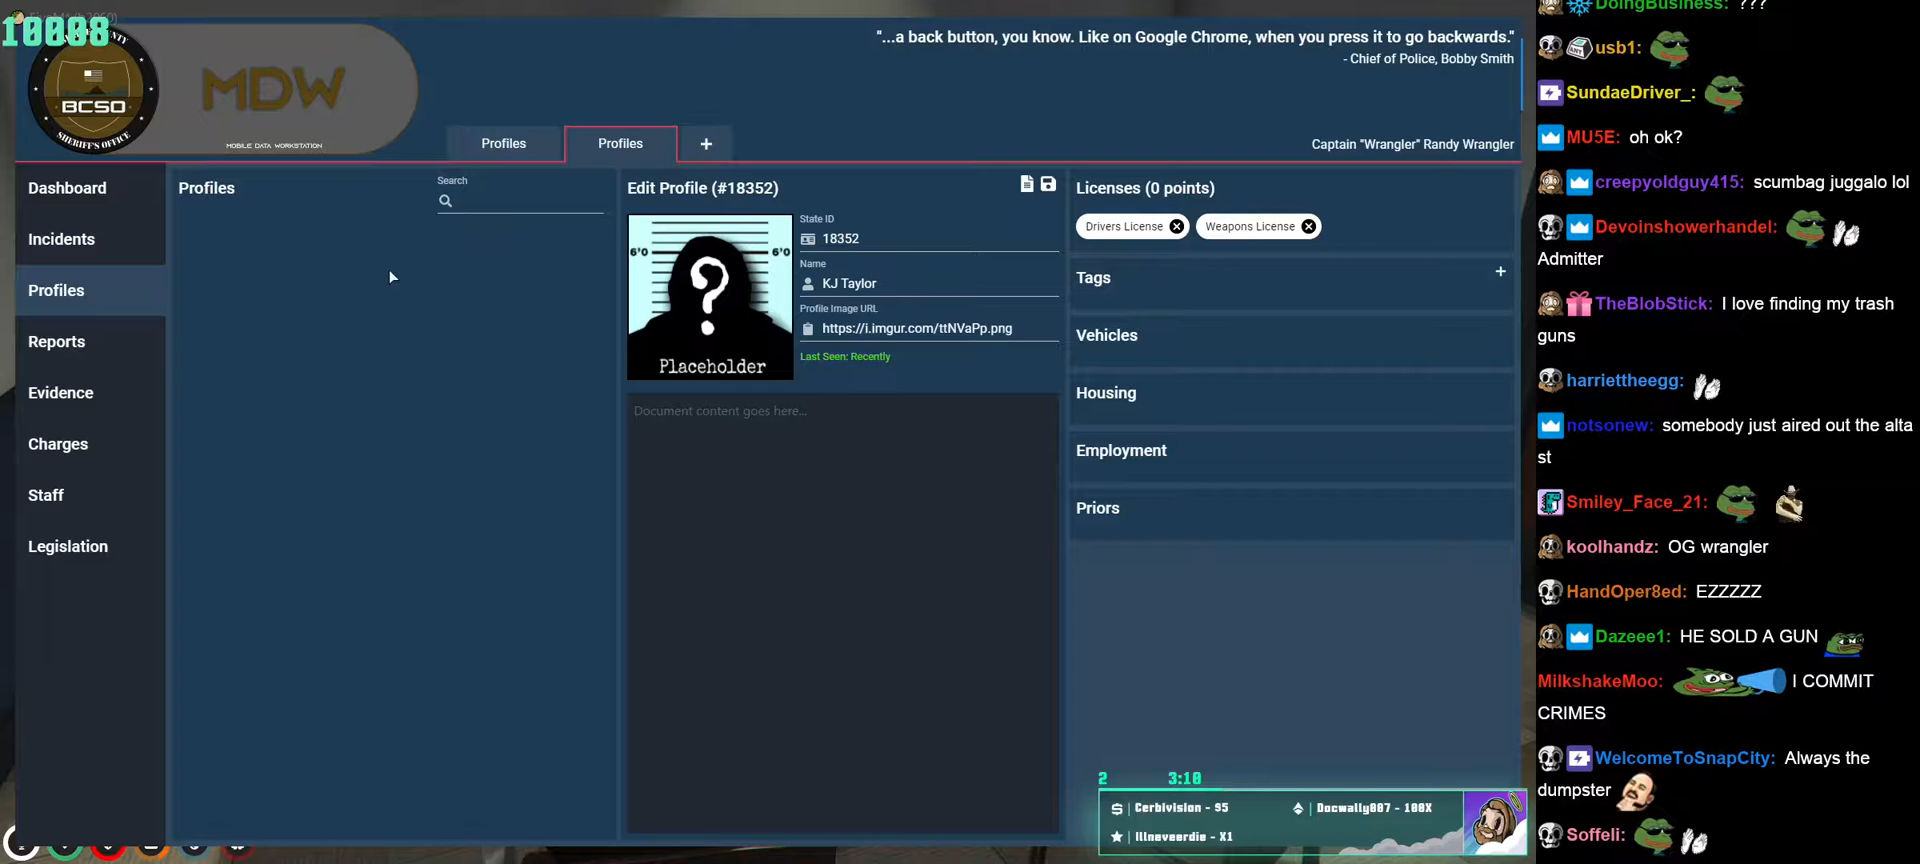 10008
BCSO
SHERIFF'S OFFICE
MDW
MOBILE DATA WORKSTATION
"...a back button, you know. Like on Google Chrome, when you press it to go backwards."
- Chief of Police, Bobby Smith
Profiles
Profiles
+
Captain "Wrangler" Randy Wrangler
Dashboard
Incidents
Profiles
Reports
Evidence
Charges
Staff
Legislation
Profiles
Search
Edit Profile (#18352)
6'0
6'0
Placeholder
State ID
18352
Name
KJ Taylor
Profile Image URL
https://i.imgur.com/ttNVaPp.png
Last Seen: Recently
Document content goes here...
Licenses (0 points)
Drivers License
Weapons License
Tags
+
Vehicles
Housing
Employment
Priors
2
3:10
Cerbivision - 95
Docwally007 - 100X
Illneverdie - X1
DoingBusiness: ???
usb1:
SundaeDriver_:
MU5E: oh ok?
creepyoldguy415: scumbag juggalo lol
Devoinshowerhandel:
Admitter
TheBlobStick: I love finding my trash
guns
harriettheegg:
notsonew: somebody just aired out the alta
st
Smiley_Face_21:
koolhandz: OG wrangler
HandOper8ed: EZZZZZ
Dazeee1: HE SOLD A GUN
MilkshakeMoo: I COMMIT
CRIMES
WelcomeToSnapCity: Always the
dumpster
Soffeli: